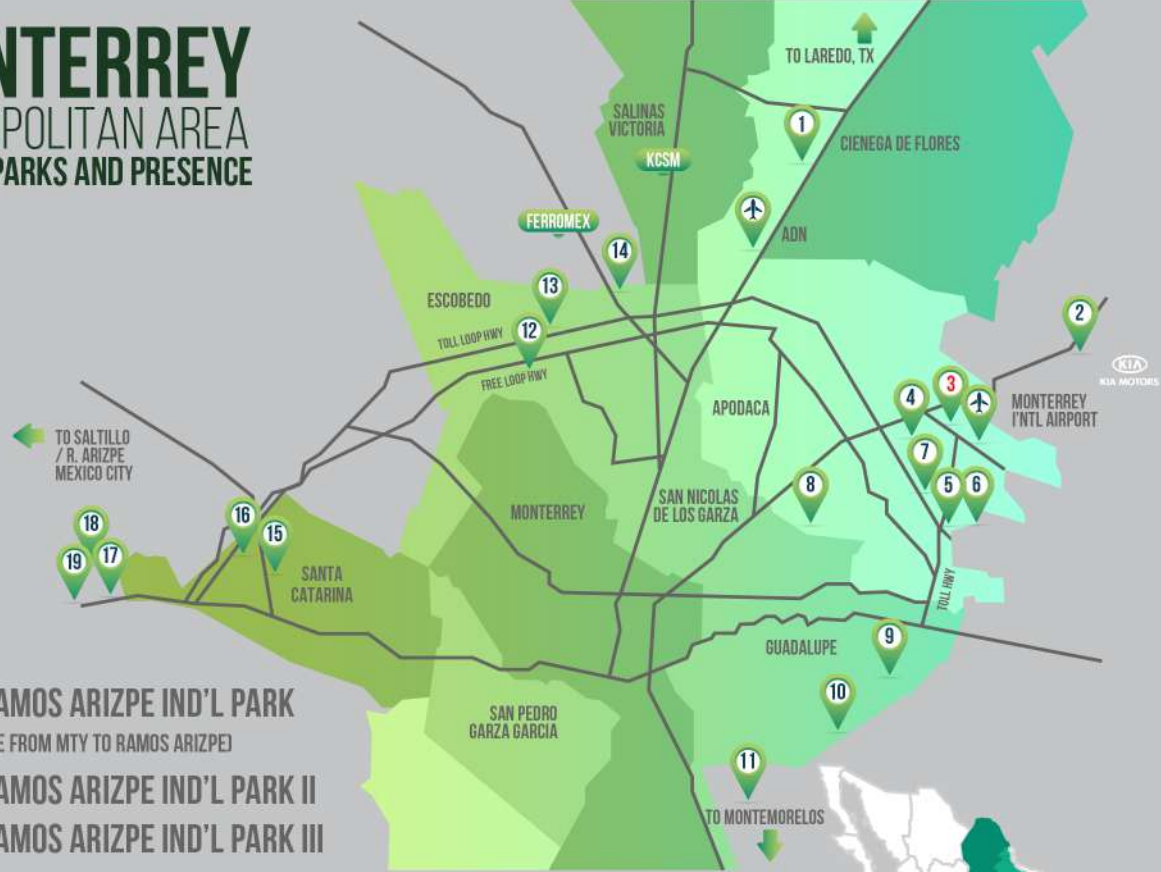 NTERREY
POLITAN AREA
PARKS AND PRESENCE
TO LAREDO, TX
SALINAS
VICTORIA
1
CIENEGA DE FLORES
KCSM
FERROMEX
ADN
14
13
ESCOBEDO
2
12
TOLL LOOP HWY
KIA
KIA MOTORS
FREE LOOP HWY
3
4
APODACA
MONTERREY
I'NTL AIRPORT
TO SALTILLO
/ R. ARIZPE
MEXICO CITY
7
8
5
6
SAN NICOLAS
DE LOS GARZA
MONTERREY
16
18
15
17
19
SANTA
CATARINA
TOLL HWY
9
GUADALUPE
10
AMOS ARIZPE IND'L PARK
SAN PEDRO
GARZA GARCIA
E FROM MTY TO RAMOS ARIZPE)
11
AMOS ARIZPE IND'L PARK II
TO MONTEMORELOS
AMOS ARIZPE IND'L PARK III